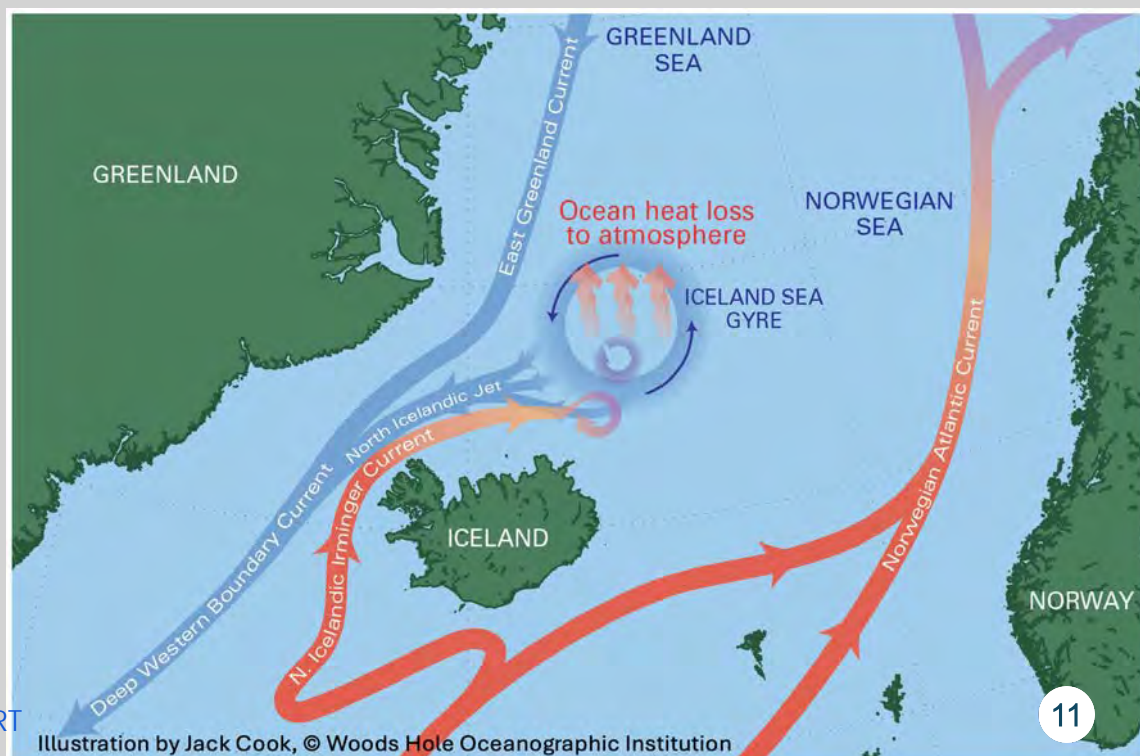 GREENLAND
SEA
East Greenland Current
GREENLAND
NORWEGIAN
SEA
Ocean heat loss
to atmosphere
ICELAND SEA
GYRE
North Icelandic Jet
N. Icelandic Irminger Current
Norwegian Atlantic Current
Deep Western Boundary Current
ICELAND
NORWAY
RT
11
Illustration by Jack Cook, © Woods Hole Oceanographic Institution